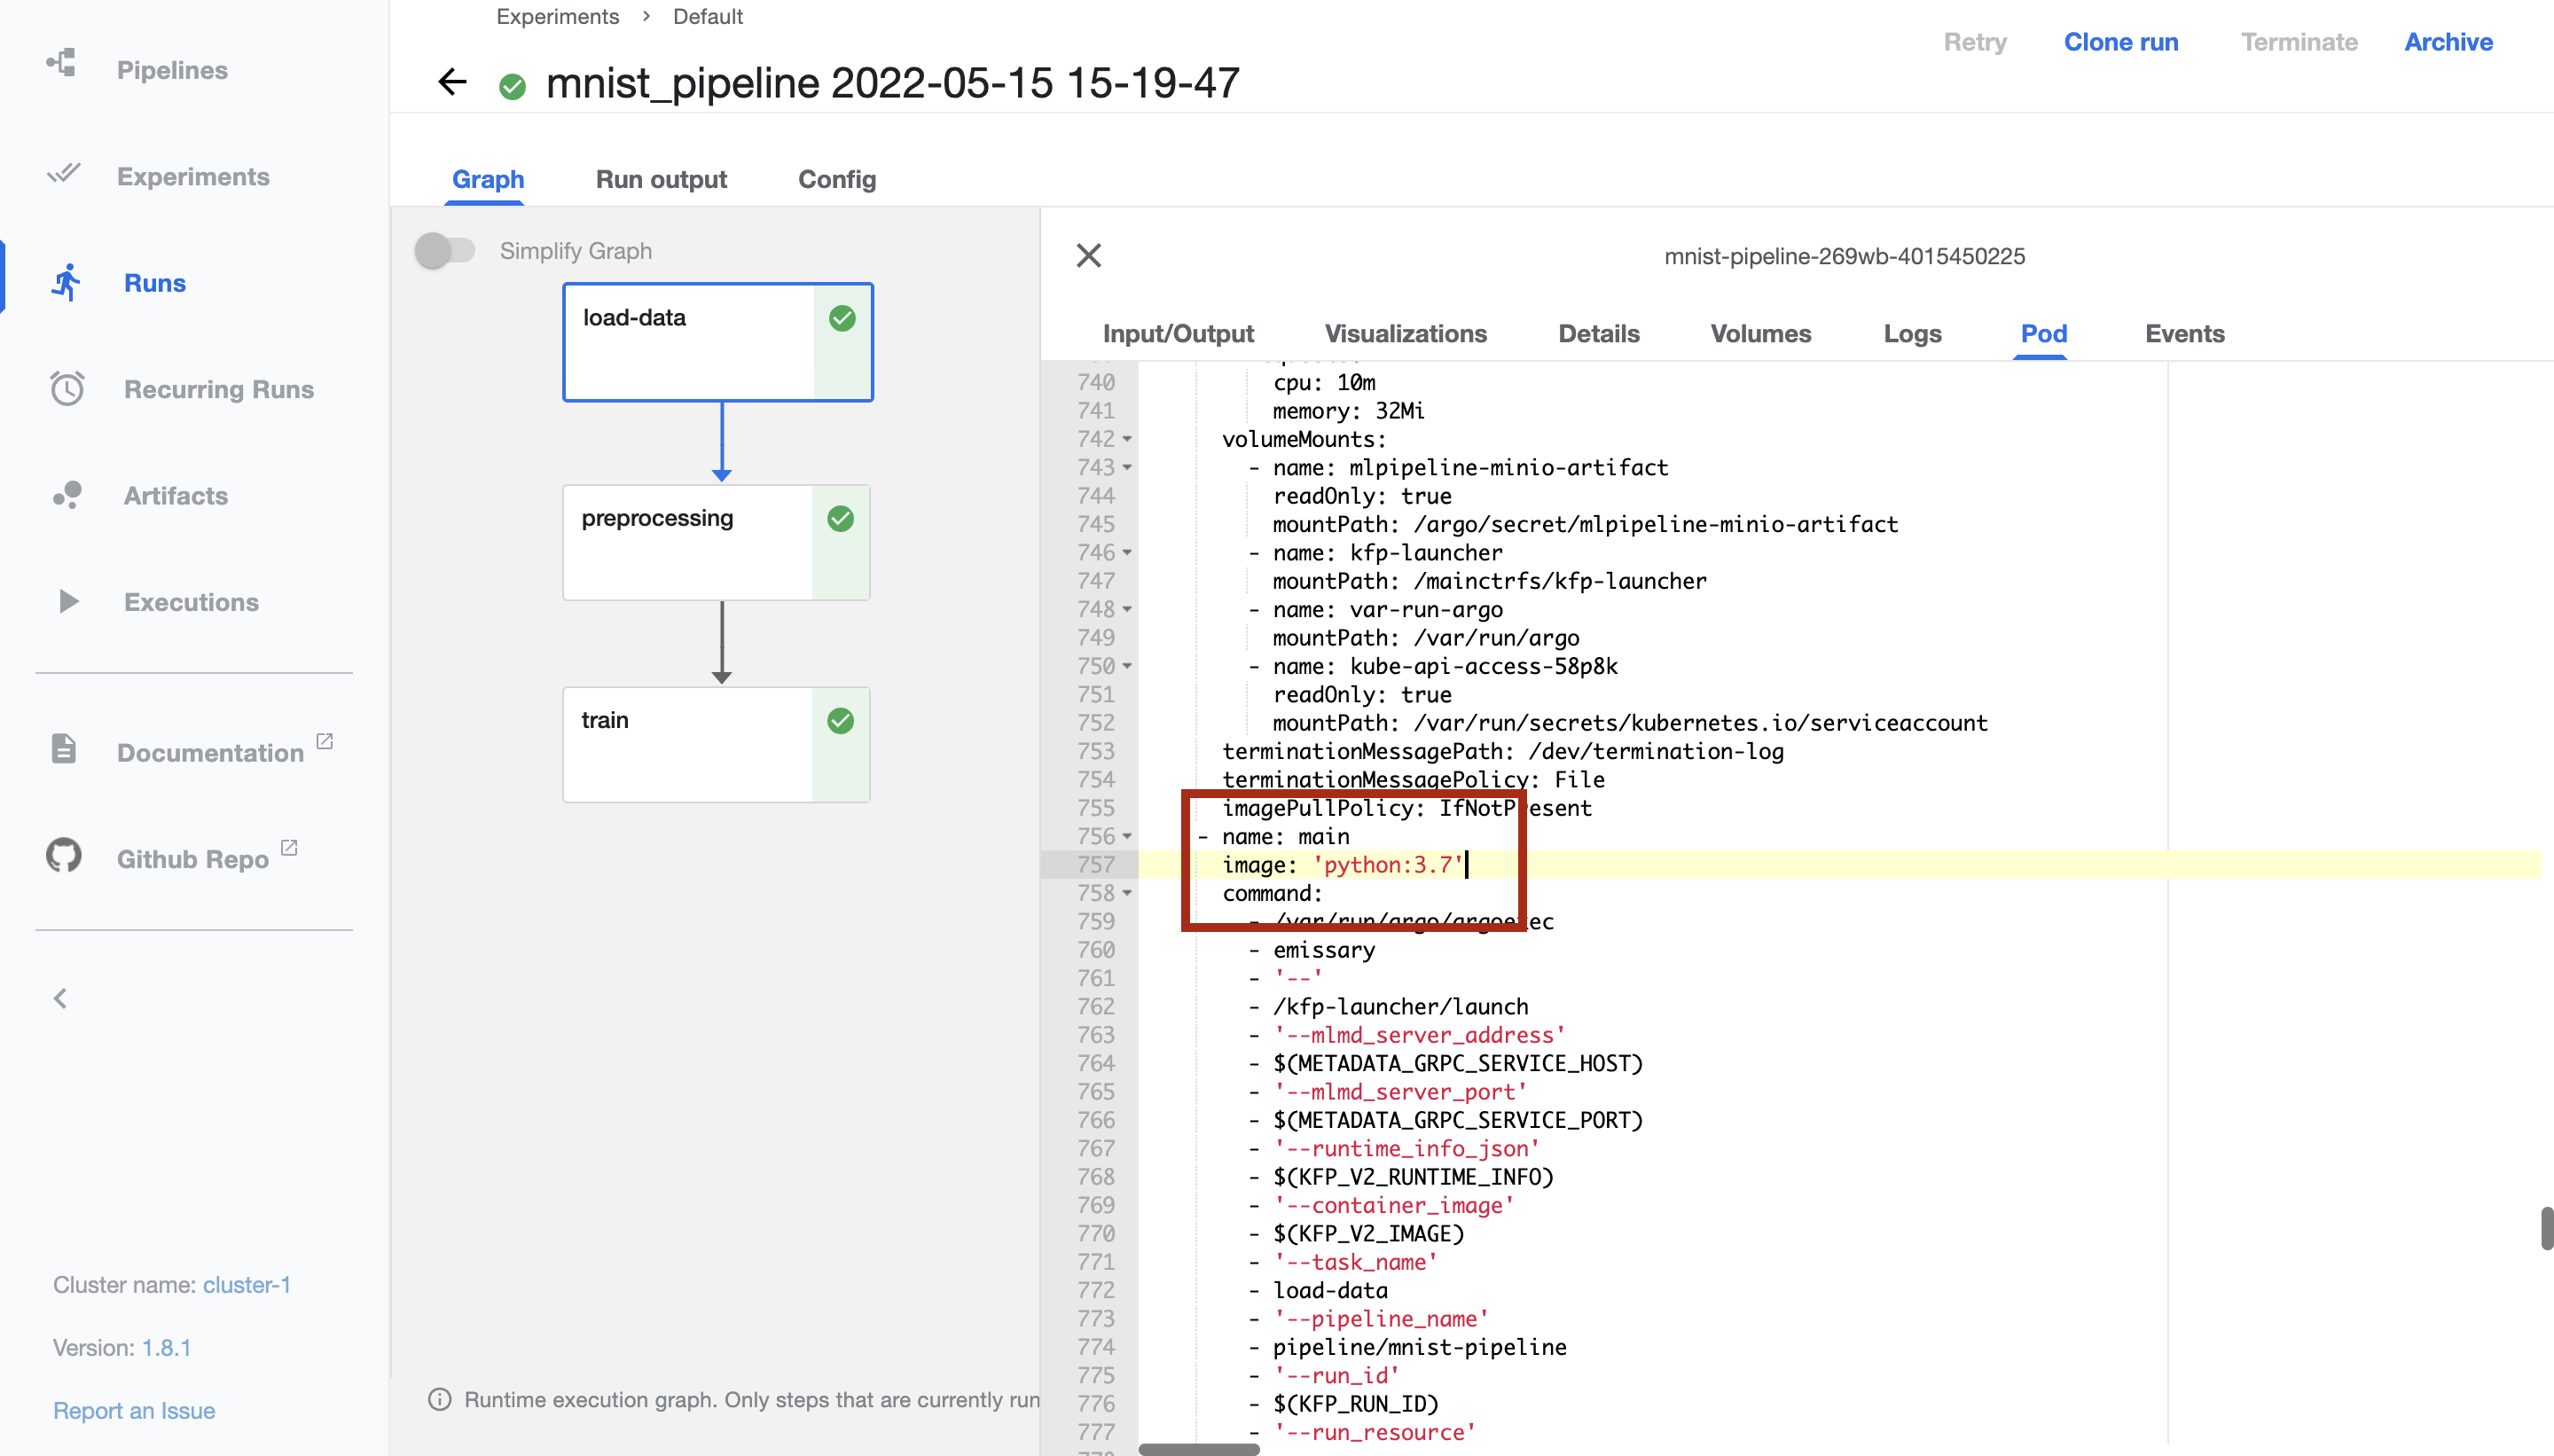 Pipelines
Experiments
Runs
Recurring Runs
Artifacts
Executions
Documentation
Github Repo
Cluster name: cluster-1
Version: 1.8.1
Report an Issue
Experiments > Default
mnist_pipeline 2022-05-15 15-19-47
Retry Clone run Terminate Archive
Graph Run output Config
Simplify Graph
load-data
preprocessing
train
Runtime execution graph. Only steps that are currently run
mnist-pipeline-269wb-4015450225
Input/Output Visualizations Details Volumes Logs Pod Events
740 cpu: 10m
741 memory: 32Mi
742 volumeMounts:
743 - name: mlpipeline-minio-artifact
744 readOnly: true
745 mountPath: /argo/secret/mlpipeline-minio-artifact
746 - name: kfp-launcher
747 mountPath: /mainctrfs/kfp-launcher
748 - name: var-run-argo
749 mountPath: /var/run/argo
750 - name: kube-api-access-58p8k
751 readOnly: true
752 mountPath: /var/run/secrets/kubernetes.io/serviceaccount
753 terminationMessagePath: /dev/termination-log
754 terminationMessagePolicy: File
755 imagePullPolicy: IfNotPresent
756 - name: main
757 image: 'python:3.7'
758 command:
759 - /var/run/argo/argoexec
760 - emissary
761 - '--'
762 - /kfp-launcher/launch
763 - '--mlmd_server_address'
764 - $(METADATA_GRPC_SERVICE_HOST)
765 - '--mlmd_server_port'
766 - $(METADATA_GRPC_SERVICE_PORT)
767 - '--runtime_info_json'
768 - $(KFP_V2_RUNTIME_INFO)
769 - '--container_image'
770 - $(KFP_V2_IMAGE)
771 - '--task_name'
772 - load-data
773 - '--pipeline_name'
774 - pipeline/mnist-pipeline
775 - '--run_id'
776 - $(KFP_RUN_ID)
777 - '--run_resource'